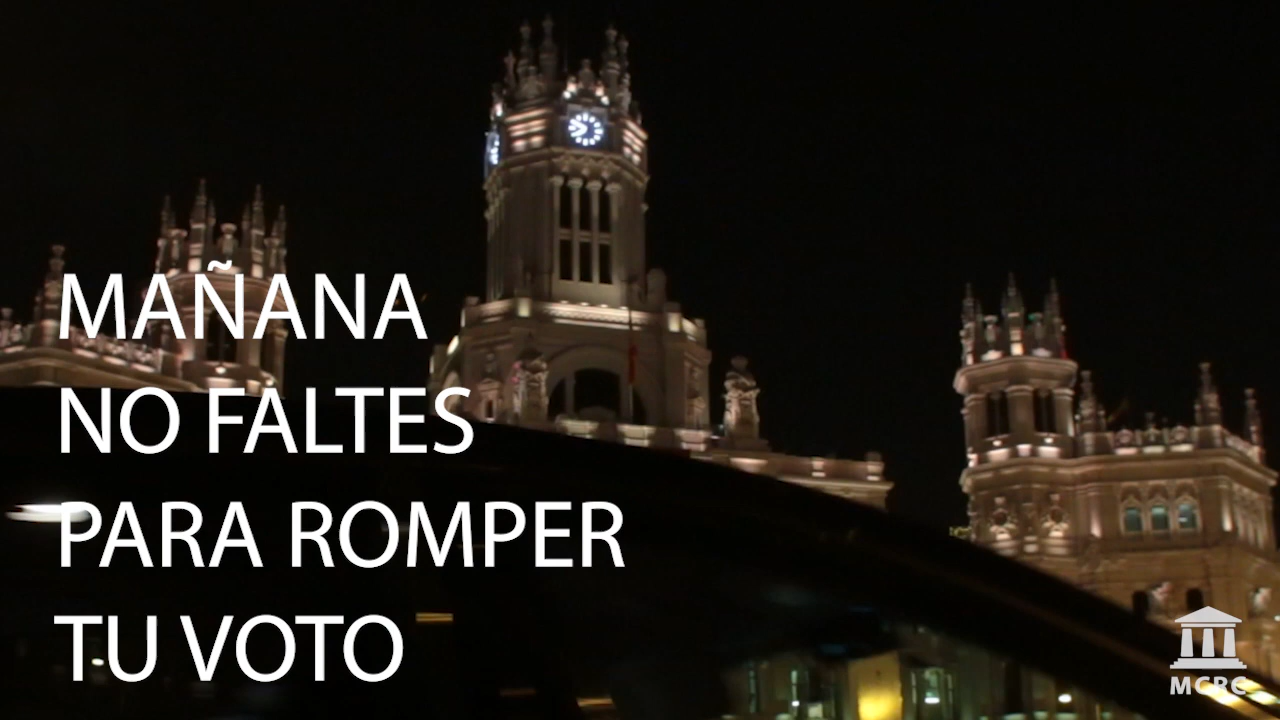 MAÑANA
NO FALTES
PARA ROMPER
TU VOTO
MCRC